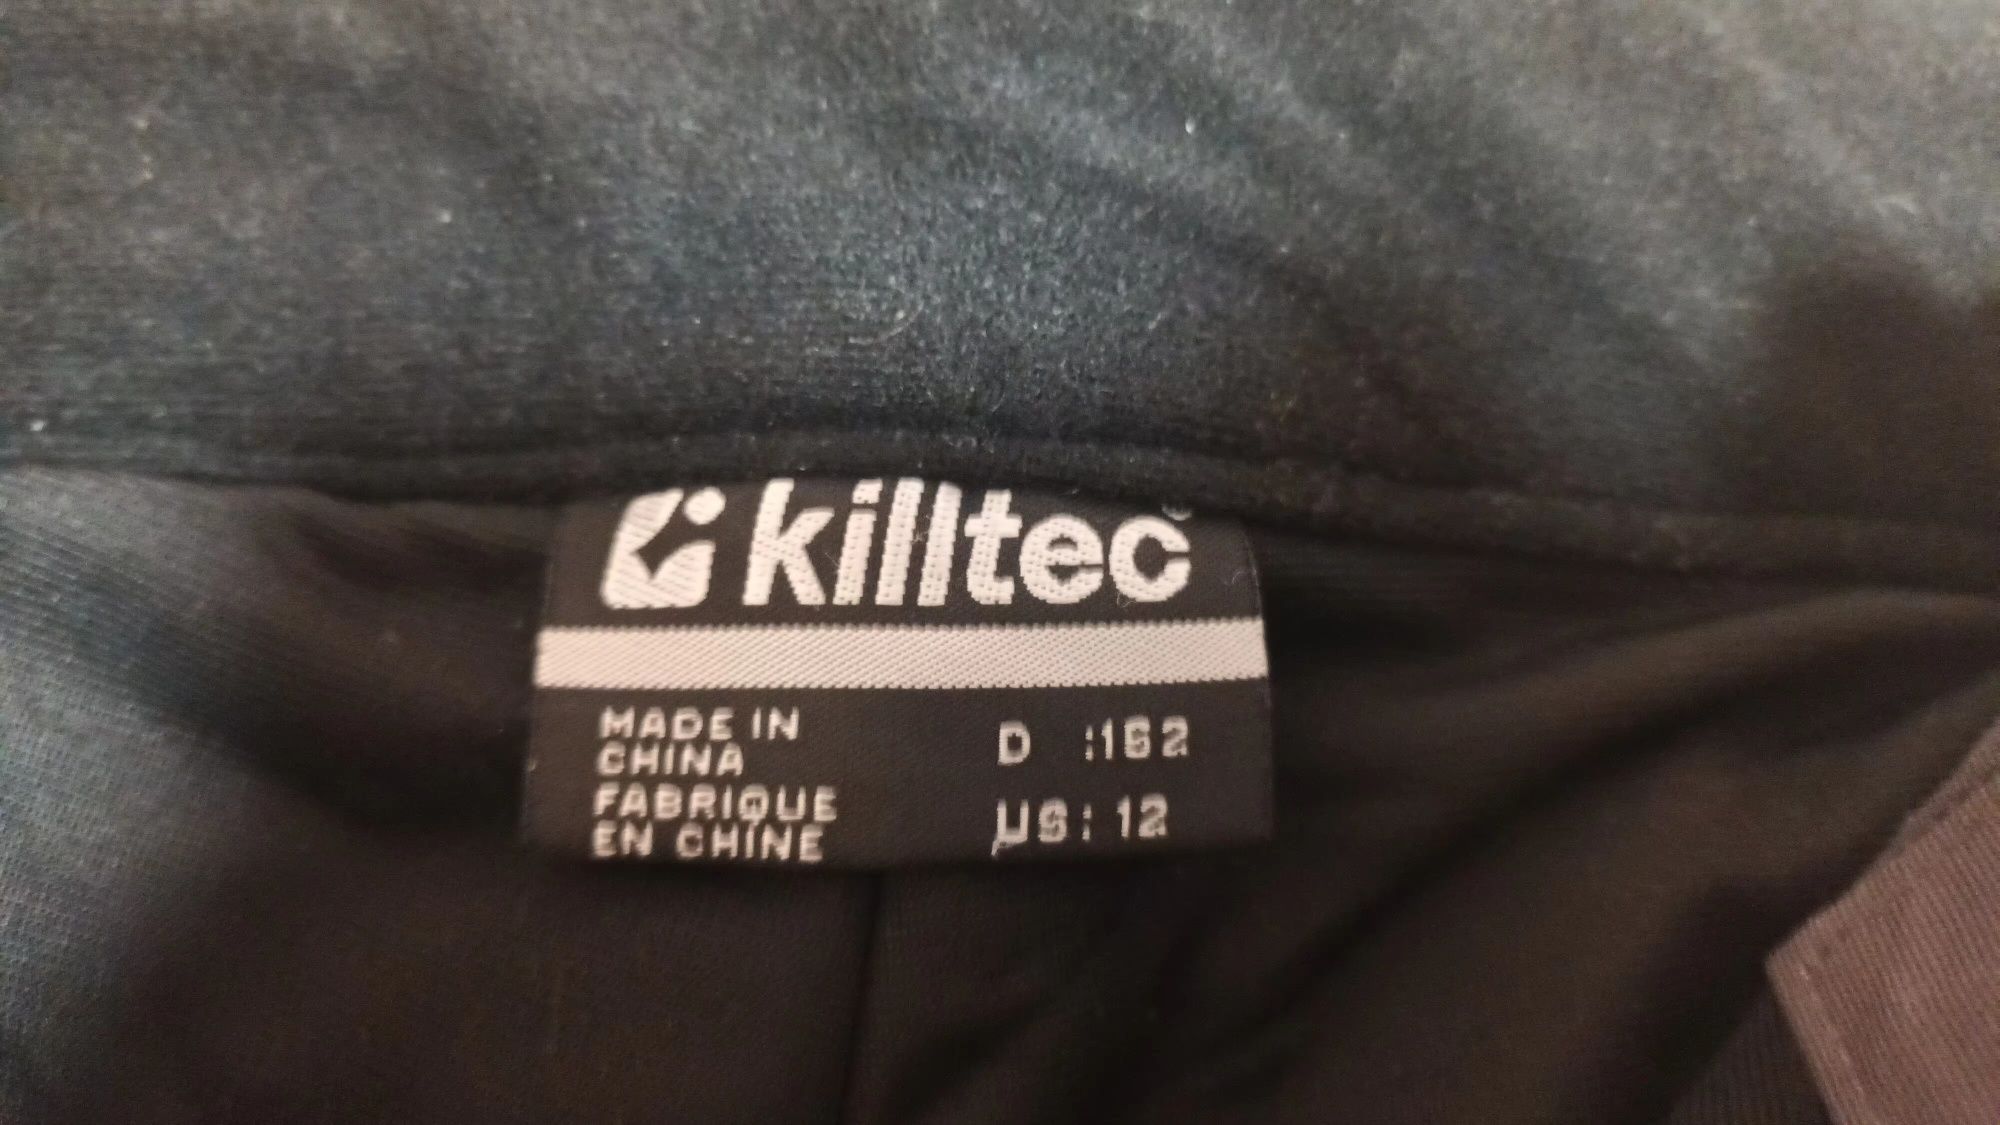 killtec
MADE IN
CHINA
FABRIQUE
EN CHINE
D :162
US: 12